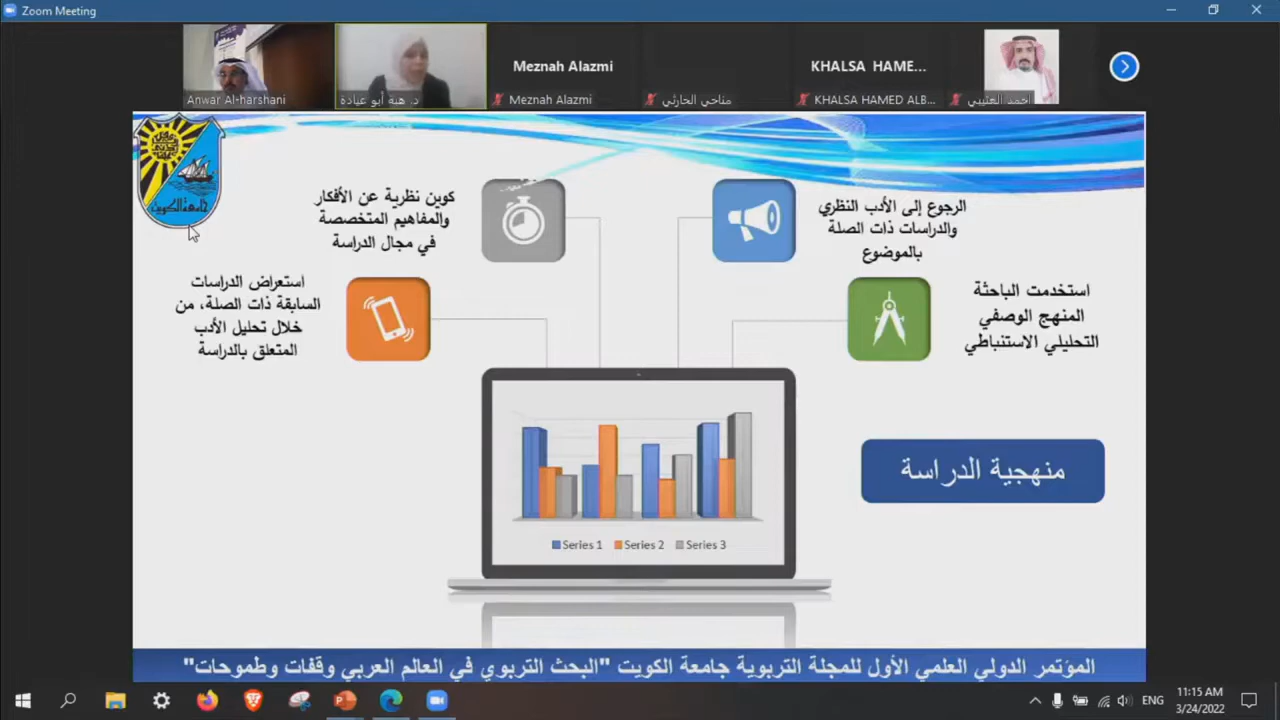 Zoom Meeting
Anwar Al-harshani
د. هبه أبو عيادة
Meznah Alazmi
Meznah Alazmi
مناحي الحارثي
KHALSA HAME...
KHALSA HAMED ALB...
احمد العتيبي
جامعة الكويت
الرجوع إلى الأدب النظري
والدراسات ذات الصلة
بالموضوع
كوين نظرية عن الأفكار
والمفاهيم المتخصصة
في مجال الدراسة
استخدمت الباحثة
المنهج الوصفي
التحليلي الاستنباطي
استعراض الدراسات
السابقة ذات الصلة، من
خلال تحليل الأدب
المتعلق بالدراسة
منهجية الدراسة
Series 1 Series 2 Series 3
المؤتمر الدولي العلمي الأول للمجلة التربوية جامعة الكويت "البحث التربوي في العالم العربي وقفات وطموحات"
ENG
11:15 AM
3/24/2022